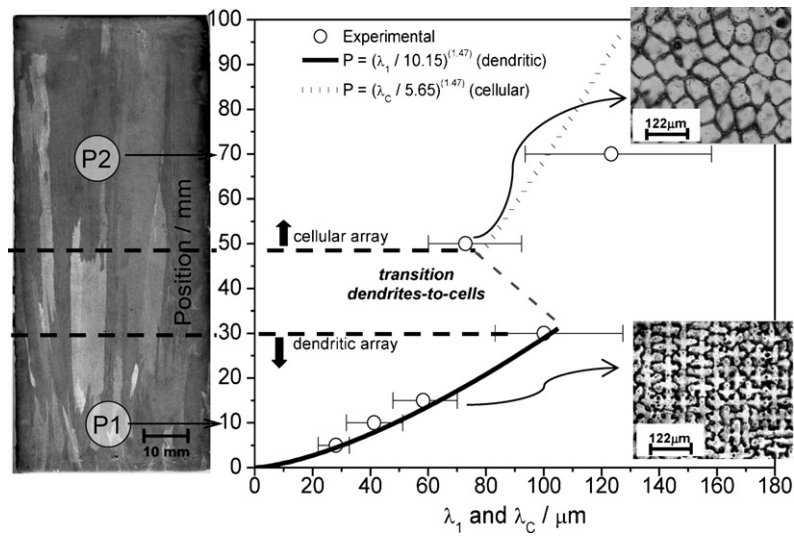 P2
P1
10 mm
Position / mm
100
90
80
70
60
50
40
30
20
10
0
Experimental
P = (λ₁ / 10.15)^(1.47) (dendritic)
P = (λ_C / 5.65)^(1.47) (cellular)
cellular array
transition
dendrites-to-cells
dendritic array
122μm
122μm
0 20 40 60 80 100 120 140 160 180
λ₁ and λ_C / μm